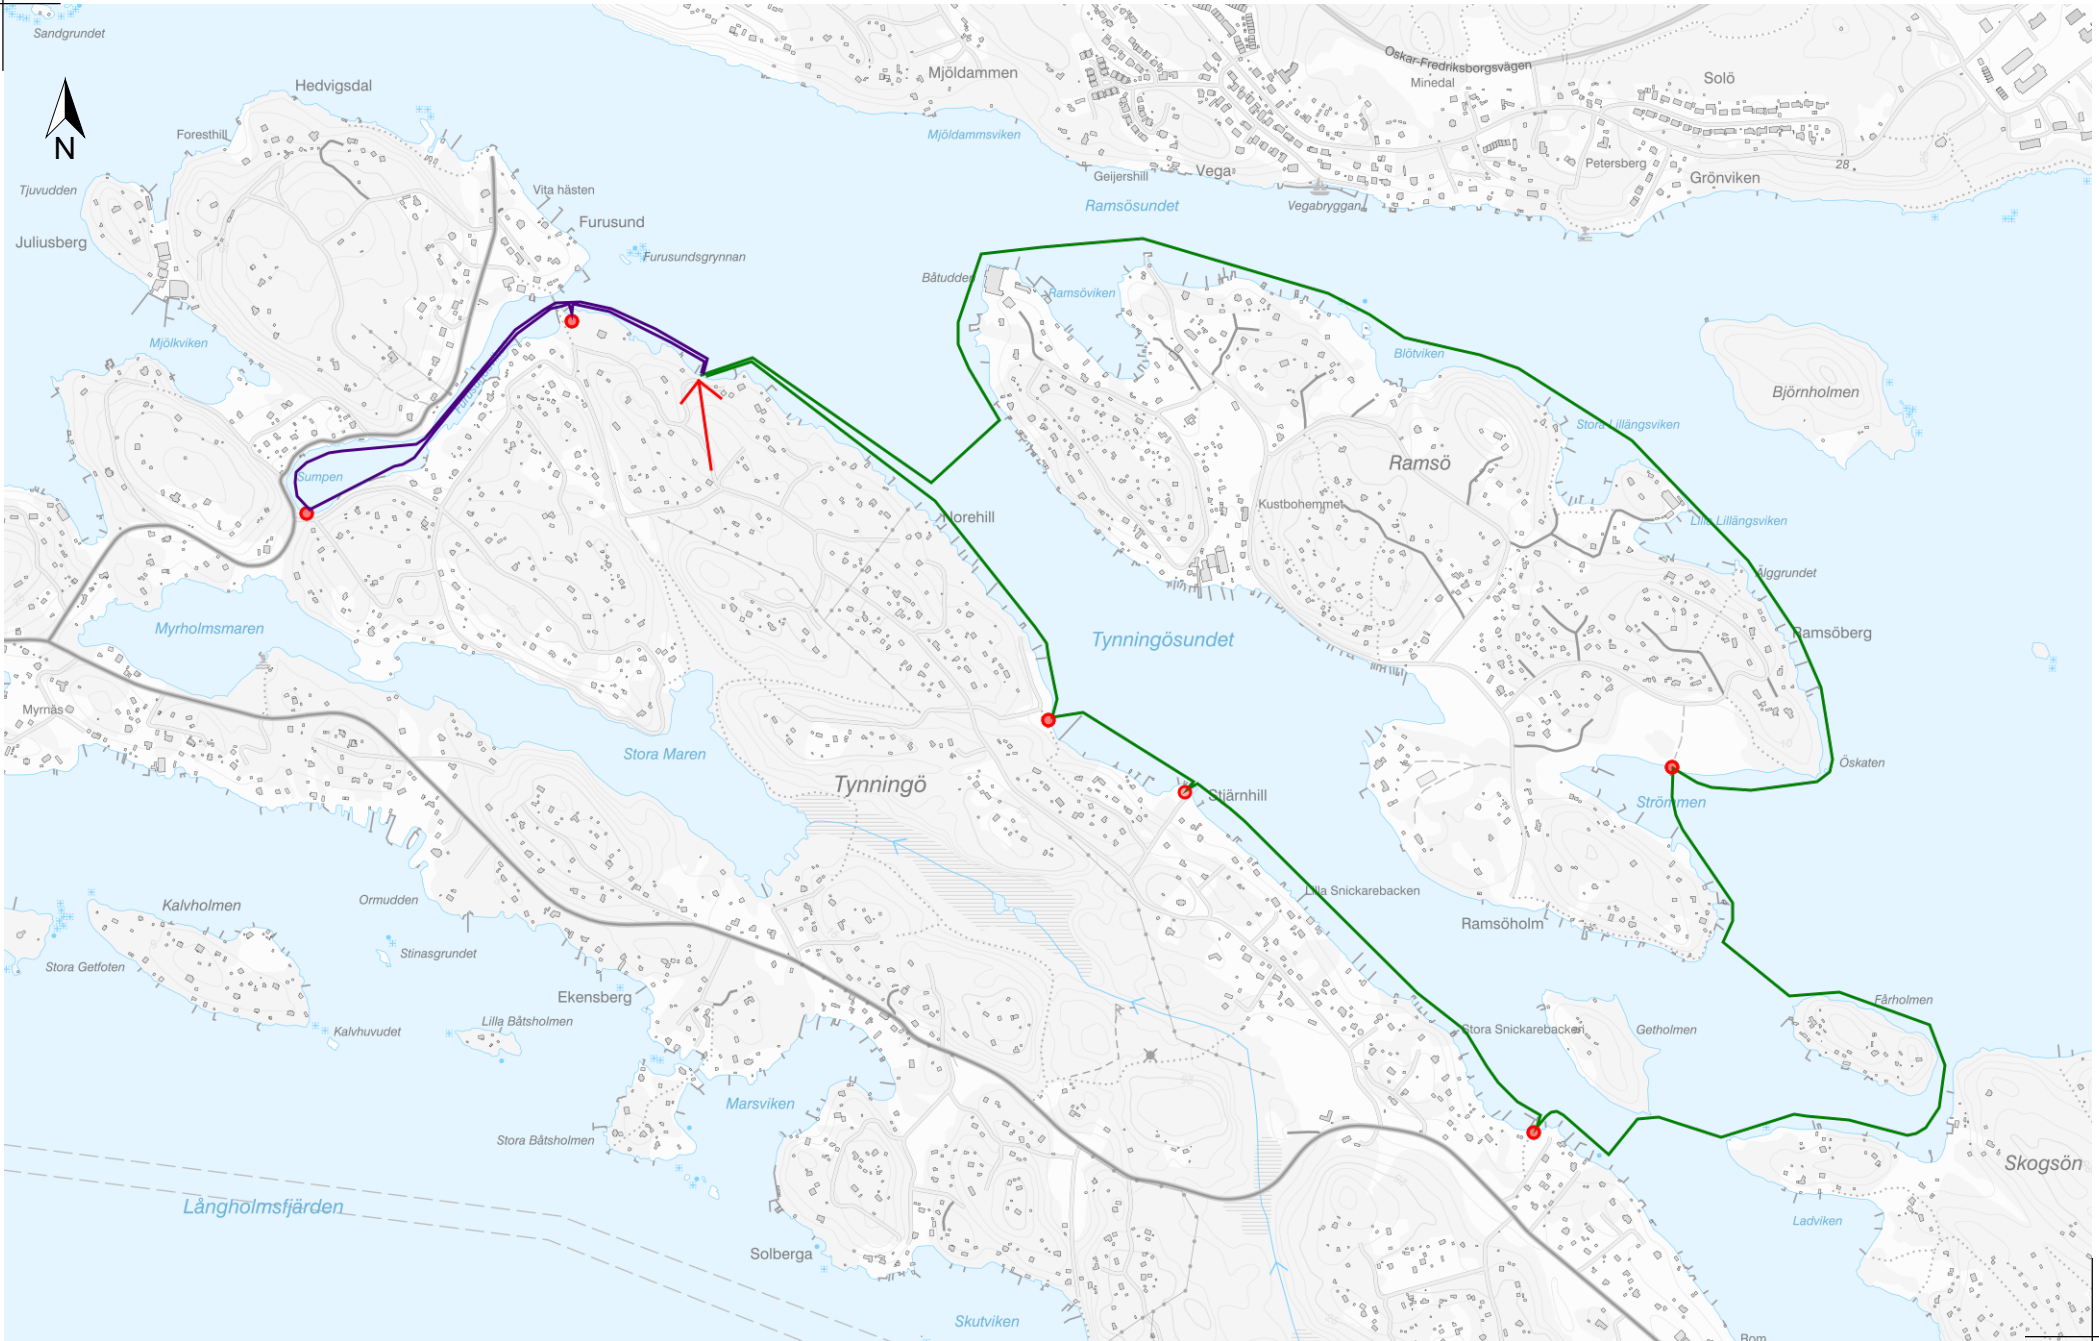 Sandgrundet
Mjöldammen
Oskar-Fredriksborgsvägen
Minedal
Solö
Hedvigsdal
Foresthill
Mjöldammsviken
N
28
Petersberg
Geijershill
Vega
Grönviken
Tjuvudden
Vita hästen
Vegabryggan
Ramsösundet
Furusund
Juliusberg
Furusundsgrynnan
Båtudden
Ramsöviken
Mjölkviken
Blötviken
Björnholmen
Stora Lillängsviken
Ramsö
Sumpen
Kustbohemmet
Norehill
Lilla Lillängsviken
Älggrundet
Myrholmsmaren
Tynningösundet
Ramsöberg
Myrnäs
Stora Maren
Öskaten
Tynningö
Stjärnhill
Strömmen
Lilla Snickarebacken
Ormudden
Kalvholmen
Ramsöholm
Stinasgrundet
Stora Getfoten
Ekensberg
Fårholmen
Lilla Båtsholmen
Kalvhuvudet
Stora Snickarebacken
Getholmen
Marsviken
Stora Båtsholmen
Skogsön
Långholmsfjärden
Ladviken
Solberga
Skutviken